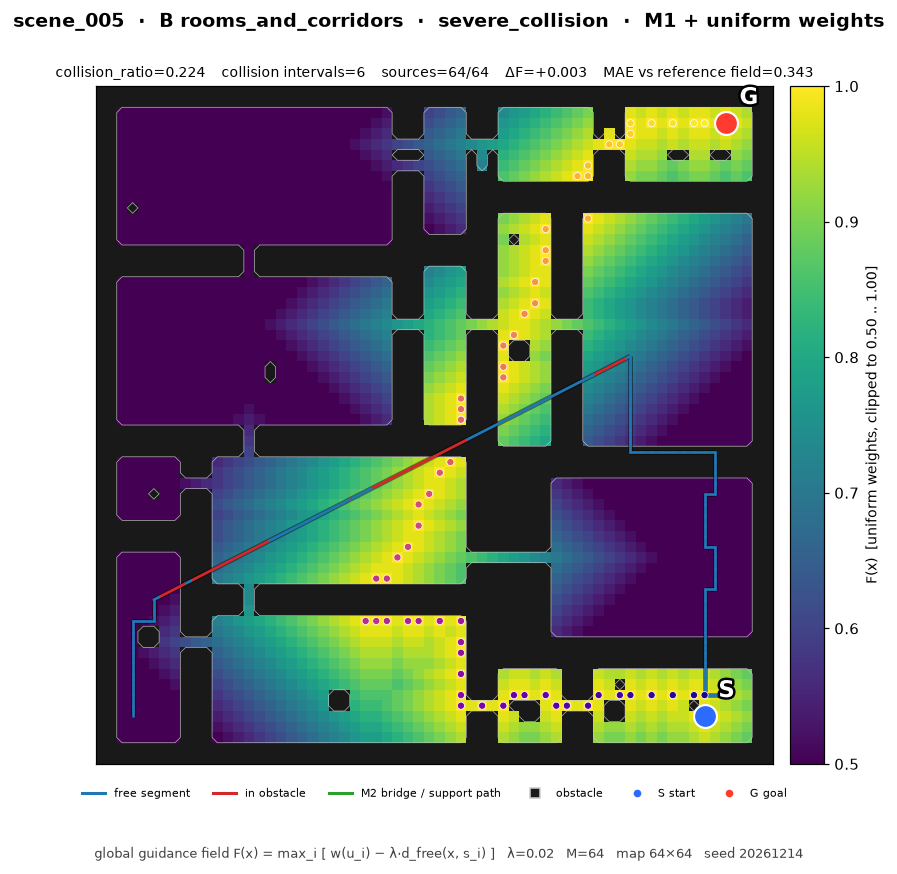 scene_005 · B rooms_and_corridors · severe_collision · M1 + uniform weights
collision_ratio=0.224 collision intervals=6 sources=64/64 ΔF=+0.003 MAE vs reference field=0.343
G
S
1.0
0.9
0.8
0.7
0.6
0.5
F(x) [uniform weights, clipped to 0.50 .. 1.00]
free segment
in obstacle
M2 bridge / support path
obstacle
S start
G goal
global guidance field F(x) = max_i [ w(u_i) − λ·d_free(x, s_i) ] λ=0.02 M=64 map 64×64 seed 20261214